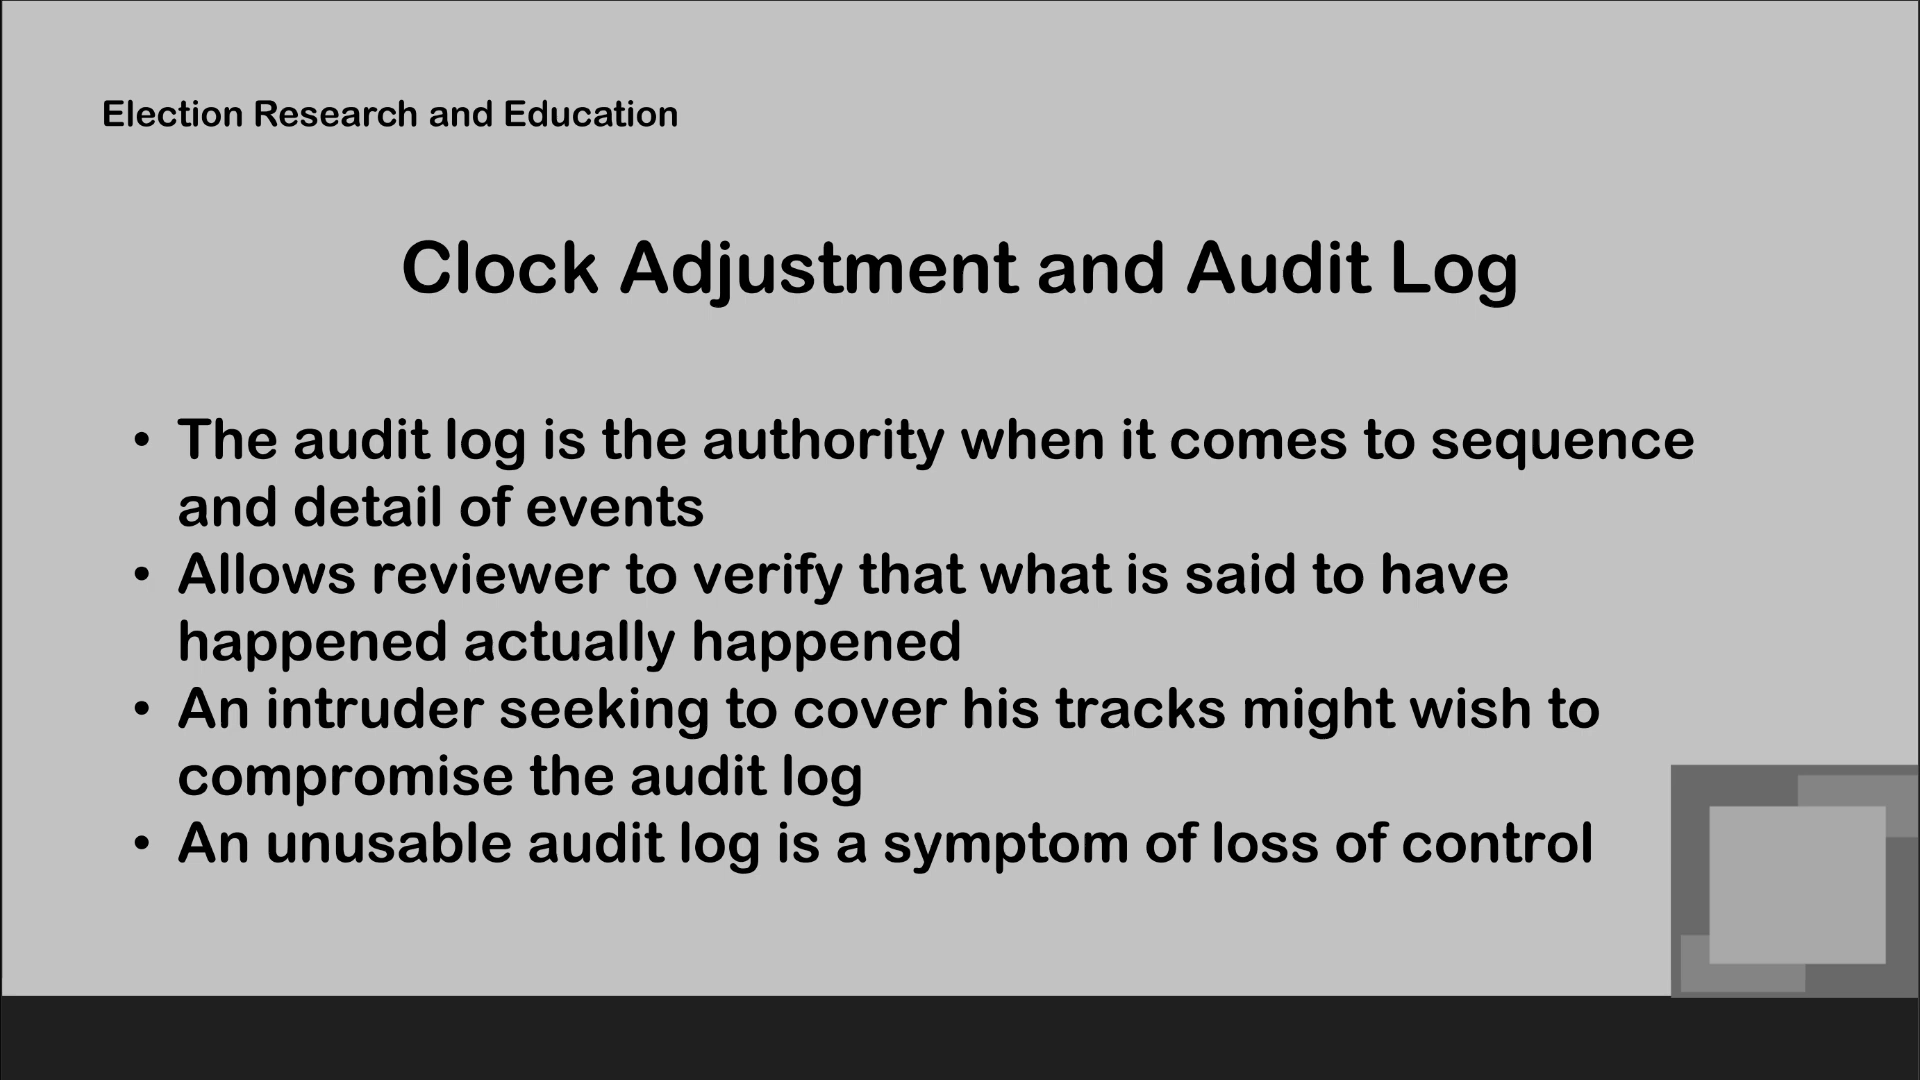 Election Research and Education
Clock Adjustment and Audit Log
• The audit log is the authority when it comes to sequence
and detail of events
• Allows reviewer to verify that what is said to have
happened actually happened
• An intruder seeking to cover his tracks might wish to
compromise the audit log
• An unusable audit log is a symptom of loss of control